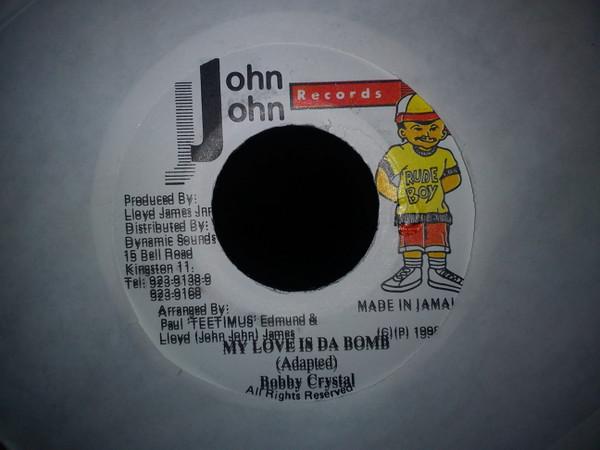 John
John
Records
RUDE
BOY
Produced By:
Lloyd James Jnr
Distributed By:
Dynamic Sounds
15 Bell Road
Kingston 11.
Tel: 923-9138-9
923-9168
MADE IN JAMAI
Arranged By:
Paul 'TEETIMUS' Edmund &
Lloyd (John John) James
MY LOVE IS DA BOMB
(Adapted)
Bobby Crystal
All Rights Reserved